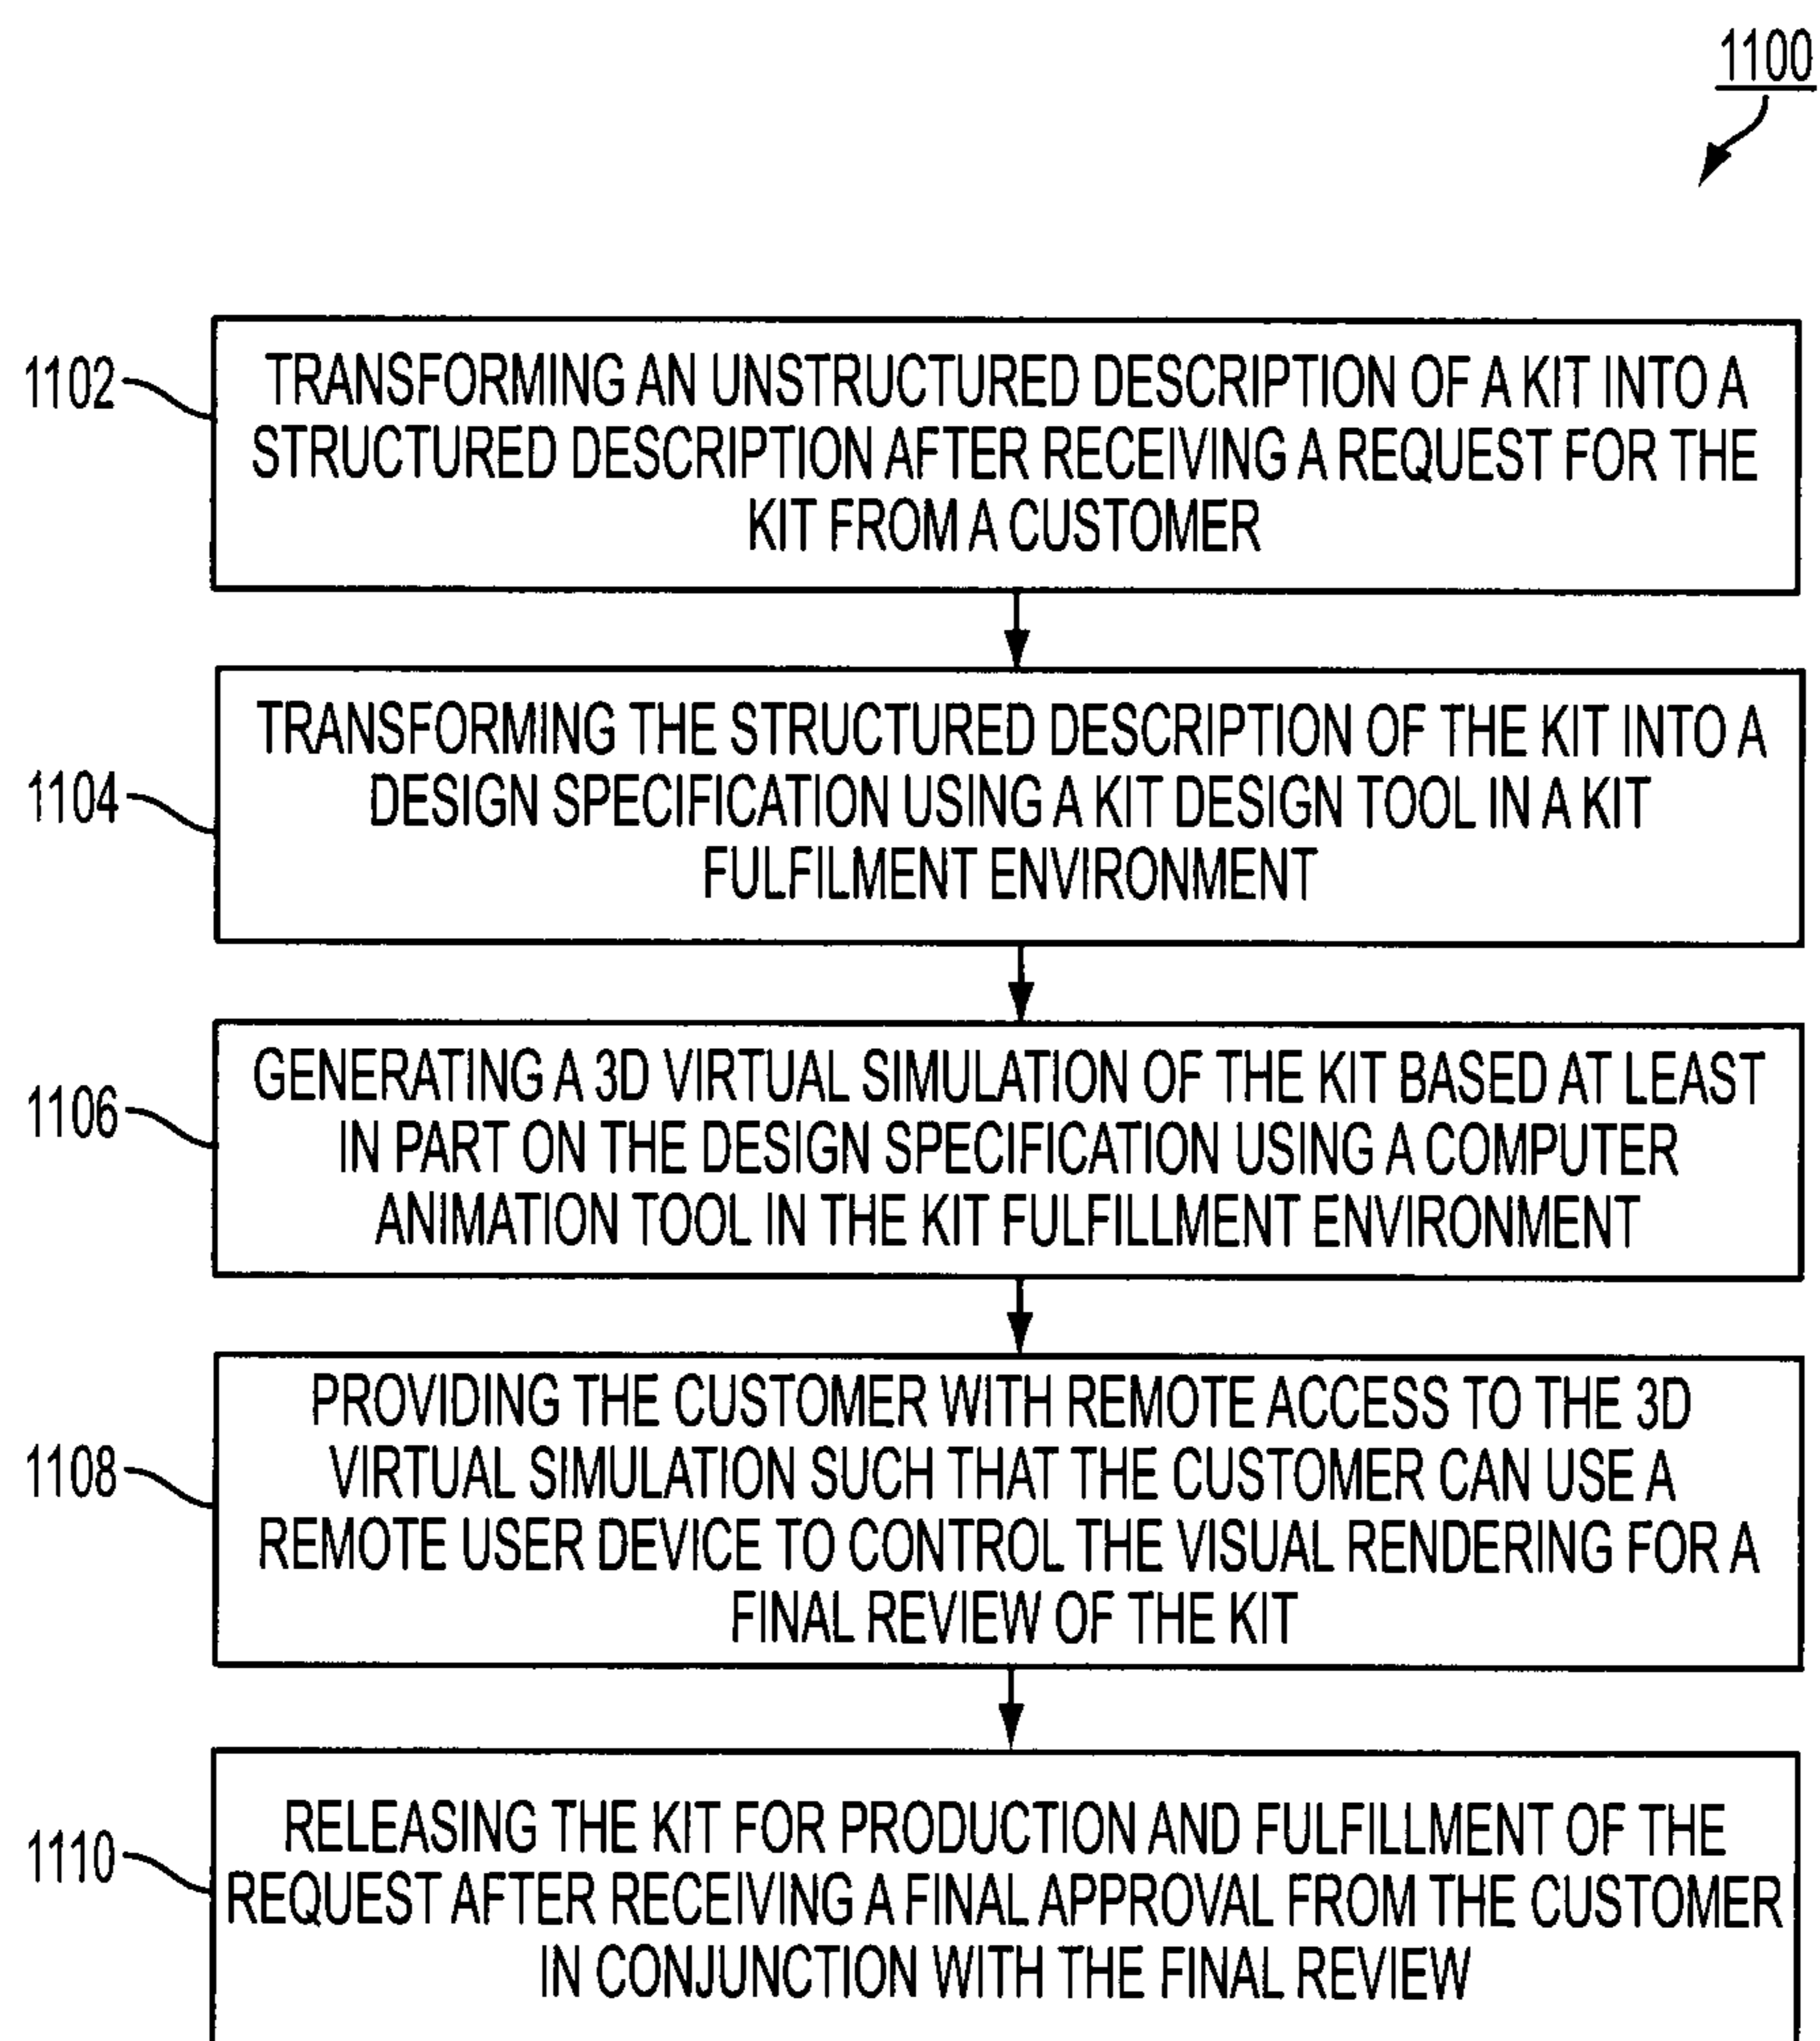 1100
1102
TRANSFORMING AN UNSTRUCTURED DESCRIPTION OF A KIT INTO A
STRUCTURED DESCRIPTION AFTER RECEIVING A REQUEST FOR THE
KIT FROM A CUSTOMER
1104
TRANSFORMING THE STRUCTURED DESCRIPTION OF THE KIT INTO A
DESIGN SPECIFICATION USING A KIT DESIGN TOOL IN A KIT
FULFILMENT ENVIRONMENT
1106
GENERATING A 3D VIRTUAL SIMULATION OF THE KIT BASED AT LEAST
IN PART ON THE DESIGN SPECIFICATION USING A COMPUTER
ANIMATION TOOL IN THE KIT FULFILLMENT ENVIRONMENT
1108
PROVIDING THE CUSTOMER WITH REMOTE ACCESS TO THE 3D
VIRTUAL SIMULATION SUCH THAT THE CUSTOMER CAN USE A
REMOTE USER DEVICE TO CONTROL THE VISUAL RENDERING FOR A
FINAL REVIEW OF THE KIT
1110
RELEASING THE KIT FOR PRODUCTION AND FULFILLMENT OF THE
REQUEST AFTER RECEIVING A FINAL APPROVAL FROM THE CUSTOMER
IN CONJUNCTION WITH THE FINAL REVIEW